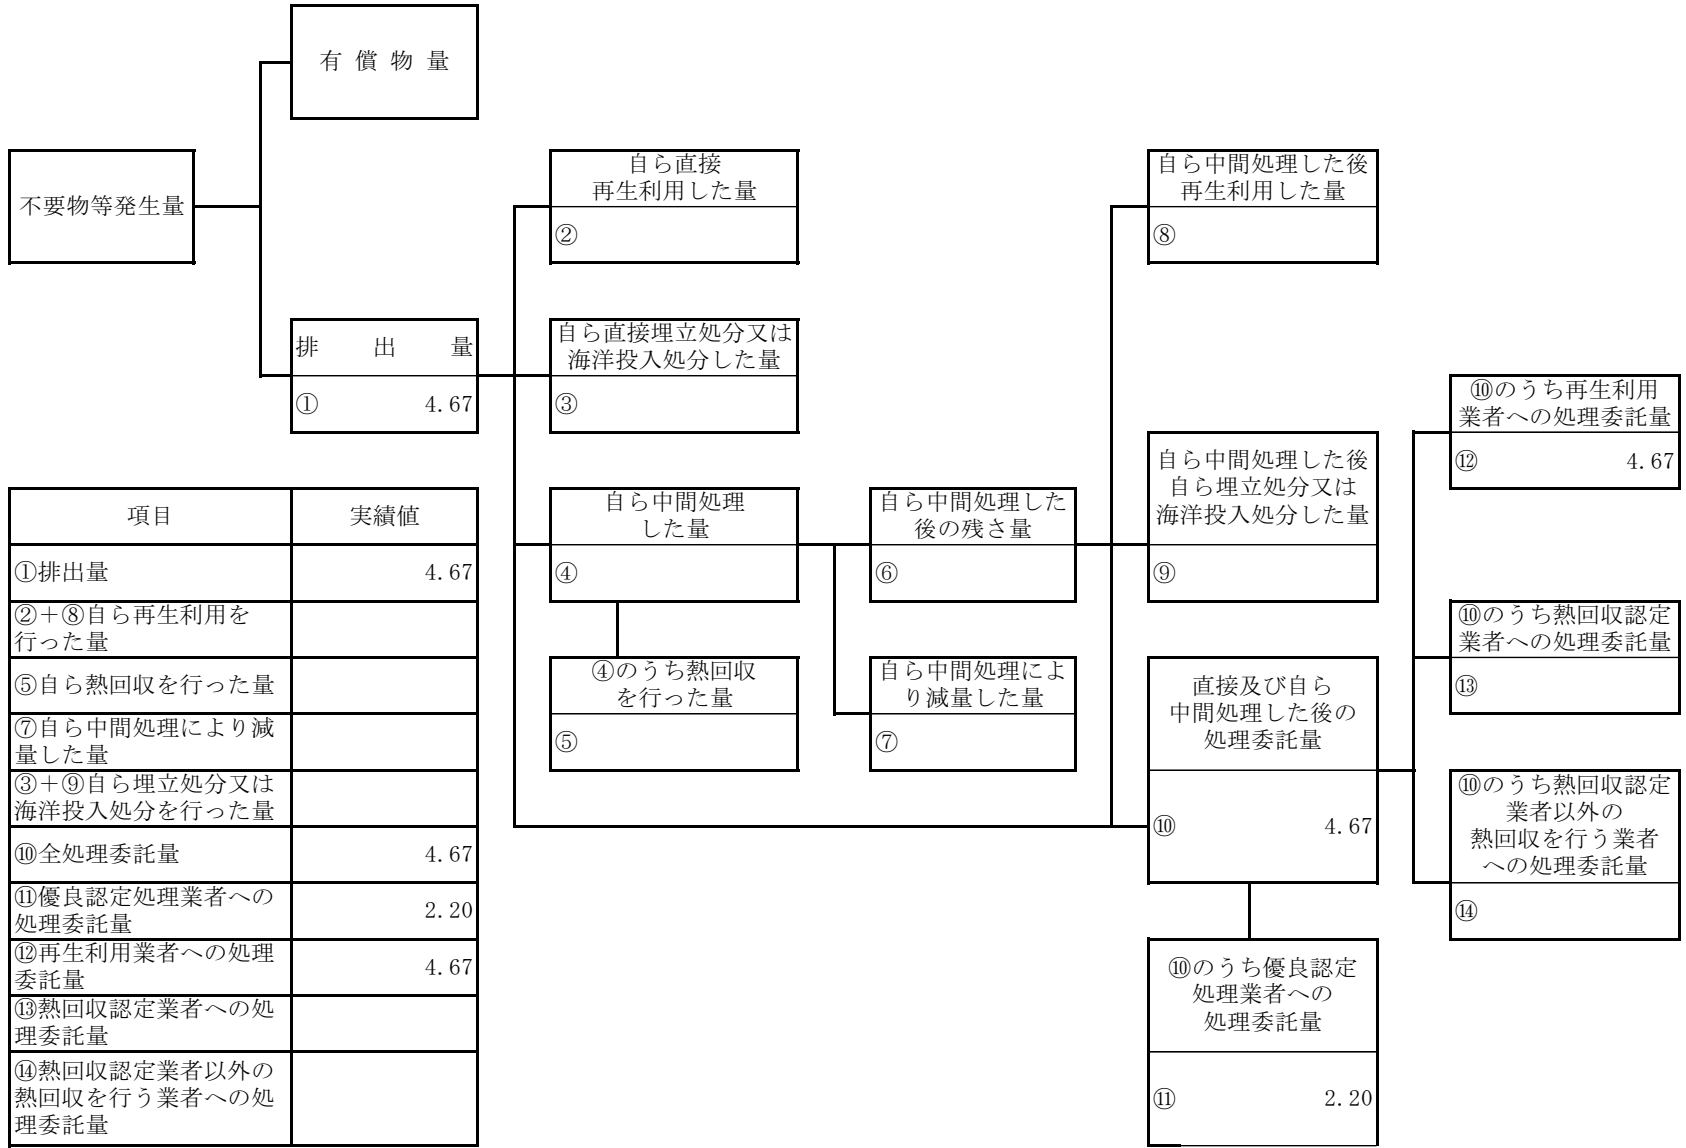 有 償 物 量
不要物等発生量
自ら直接
再生利用した量
②
自ら中間処理した後
再生利用した量
⑧
排 出 量
① 4.67
自ら直接埋立処分又は
海洋投入処分した量
③
⑩のうち再生利用
業者への処理委託量
⑫ 4.67
自ら中間処理した後
自ら埋立処分又は
海洋投入処分した量
⑨
自ら中間処理
した量
④
自ら中間処理した
後の残さ量
⑥
⑩のうち熱回収認定
業者への処理委託量
⑬
④のうち熱回収
を行った量
⑤
自ら中間処理によ
り減量した量
⑦
直接及び自ら
中間処理した後の
処理委託量
⑩ 4.67
⑩のうち熱回収認定
業者以外の
熱回収を行う業者
への処理委託量
⑭
⑩のうち優良認定
処理業者への
処理委託量
⑪ 2.20
項目 実績値
①排出量 4.67
②＋⑧自ら再生利用を
行った量
⑤自ら熱回収を行った量
⑦自ら中間処理により減
量した量
③＋⑨自ら埋立処分又は
海洋投入処分を行った量
⑩全処理委託量 4.67
⑪優良認定処理業者への
処理委託量 2.20
⑫再生利用業者への処理
委託量 4.67
⑬熱回収認定業者への処
理委託量
⑭熱回収認定業者以外の
熱回収を行う業者への処
理委託量